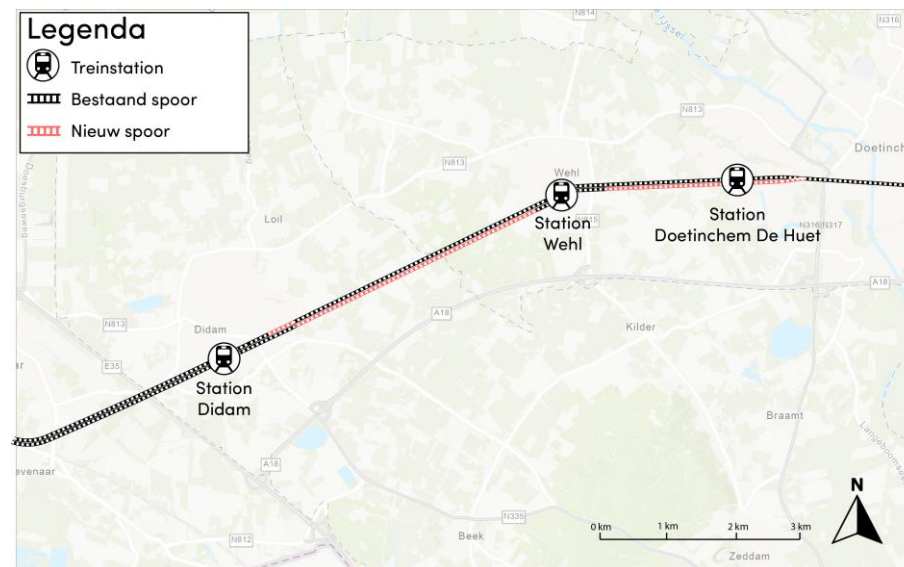 Legenda
Treinstation
Bestaand spoor
Nieuw spoor
N814
N316
IJssel
N813
Doetinch
Wehl
N813
Loil
Station
Wehl
N815
Station
Doetinchem De Huet
N316 N317
A18
A18
Kilder
N813
Didam
E35
Station
Didam
Braamt
evenaar
A18
N
N335
0 km
1 km
2 km
3 km
N812
Beek
Zeddam